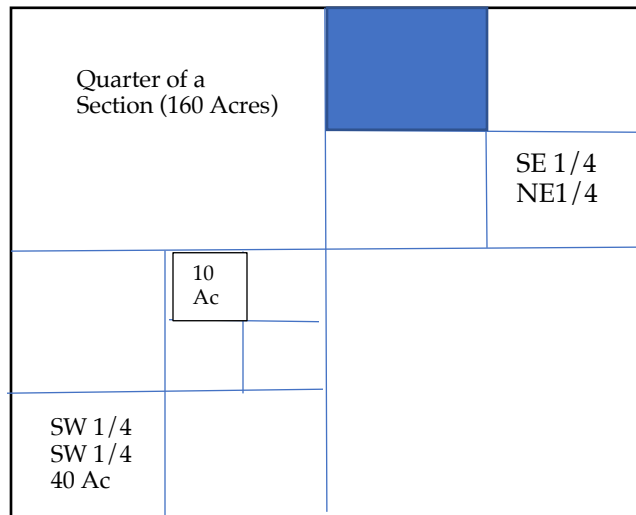 Quarter of a
Section (160 Acres)
SE 1/4
NE1/4
10
Ac
SW 1/4
SW 1/4
40 Ac